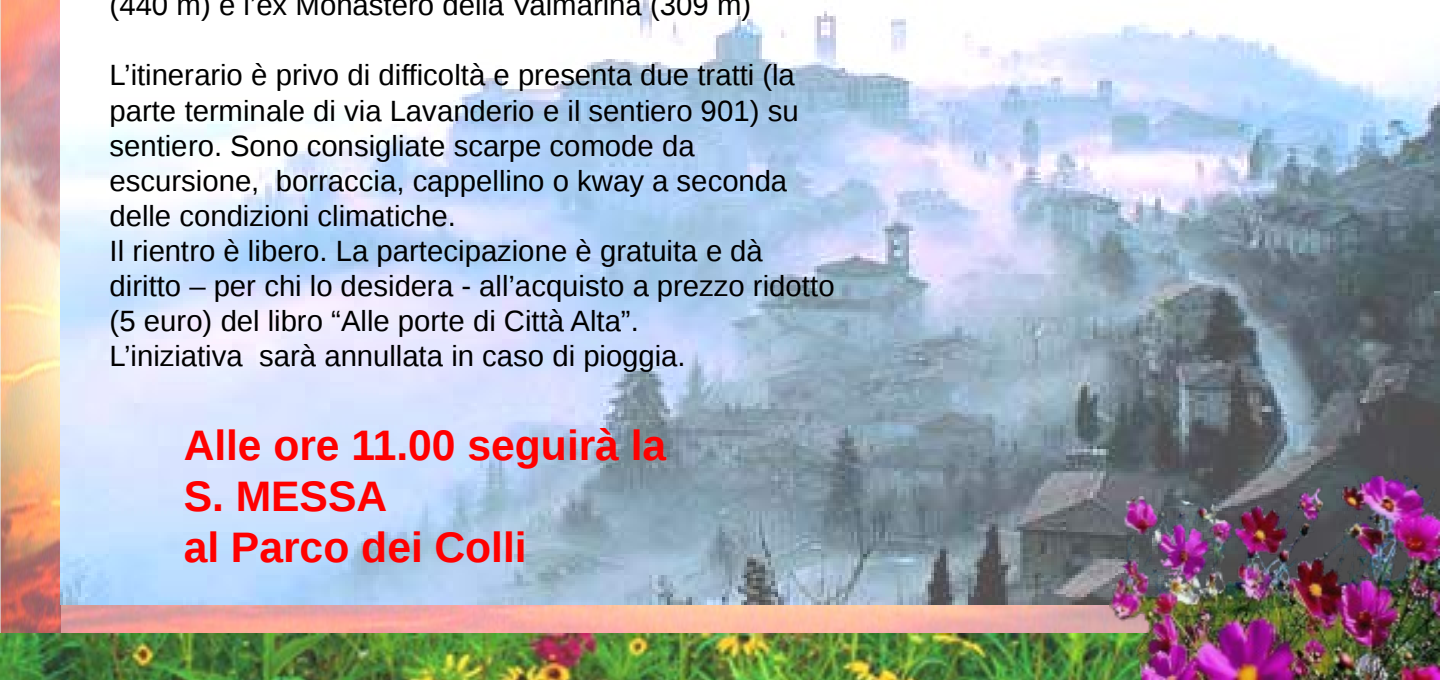 (440 m) e l’ex Monastero della Valmarina (309 m)
L’itinerario è privo di difficoltà e presenta due tratti (la
parte terminale di via Lavanderio e il sentiero 901) su
sentiero. Sono consigliate scarpe comode da
escursione,  borraccia, cappellino o kway a seconda
delle condizioni climatiche.
Il rientro è libero. La partecipazione è gratuita e dà
diritto – per chi lo desidera - all’acquisto a prezzo ridotto
(5 euro) del libro “Alle porte di Città Alta”.
L’iniziativa  sarà annullata in caso di pioggia.
Alle ore 11.00 seguirà la
S. MESSA
al Parco dei Colli